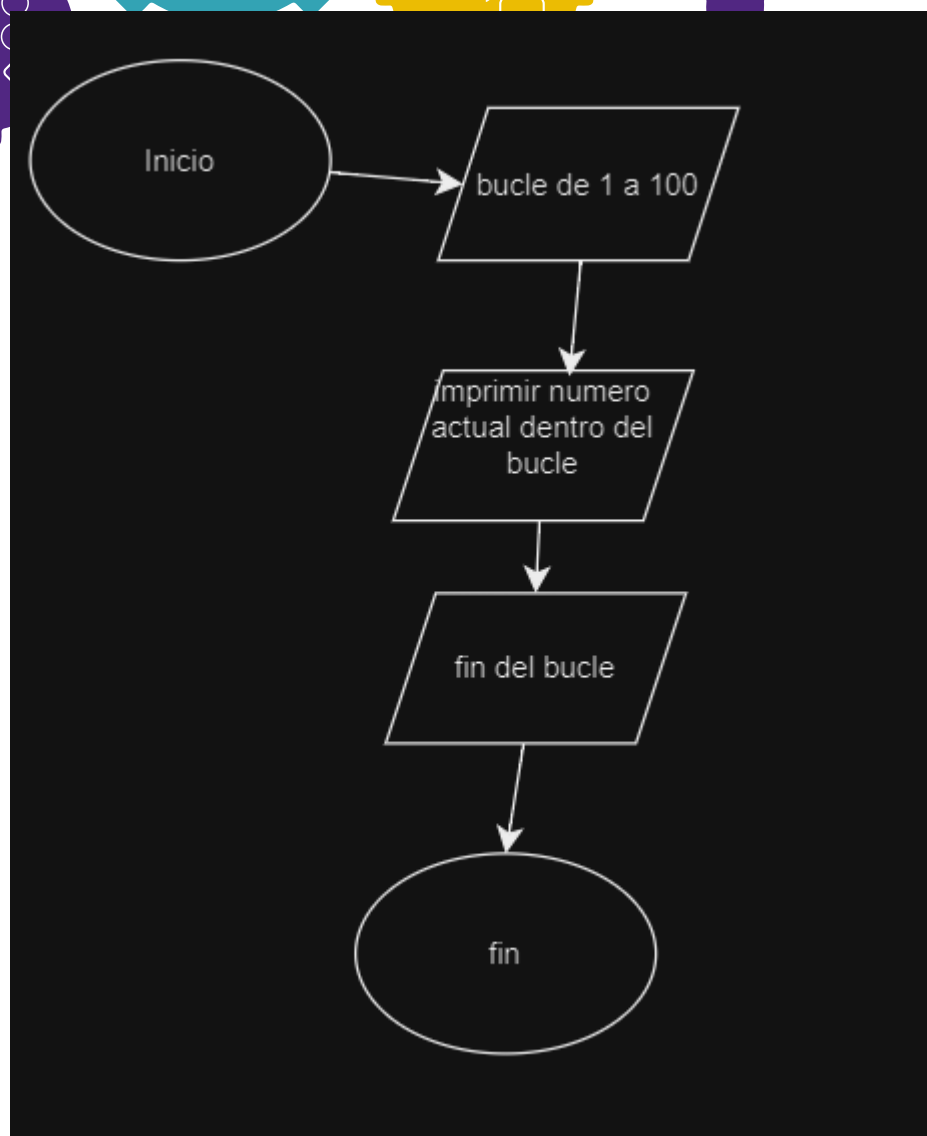 Inicio
bucle de 1 a 100
imprimir numero
actual dentro del
bucle
fin del bucle
fin